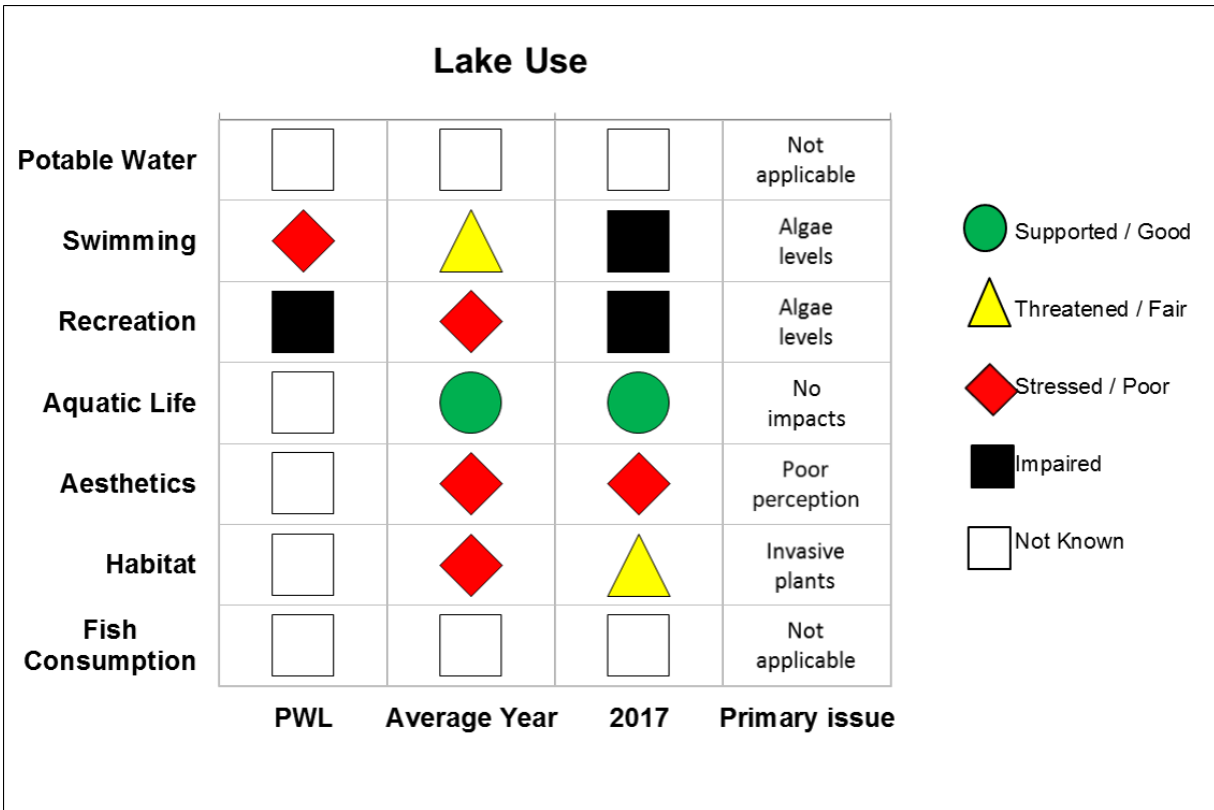 Lake Use
Potable Water
Not
applicable
Swimming
Algae
levels
Recreation
Algae
levels
Aquatic Life
No
impacts
Aesthetics
Poor
perception
Habitat
Invasive
plants
Fish
Consumption
Not
applicable
PWL
Average Year
2017
Primary issue
Supported / Good
Threatened / Fair
Stressed / Poor
Impaired
Not Known